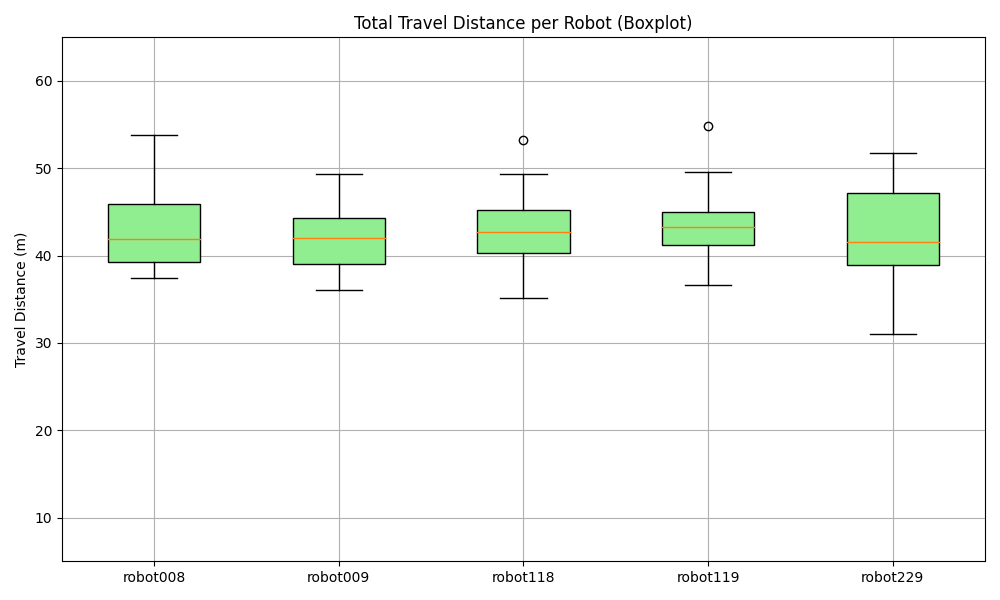 Total Travel Distance per Robot (Boxplot)
Travel Distance (m)
60
50
40
30
20
10
robot008
robot009
robot118
robot119
robot229